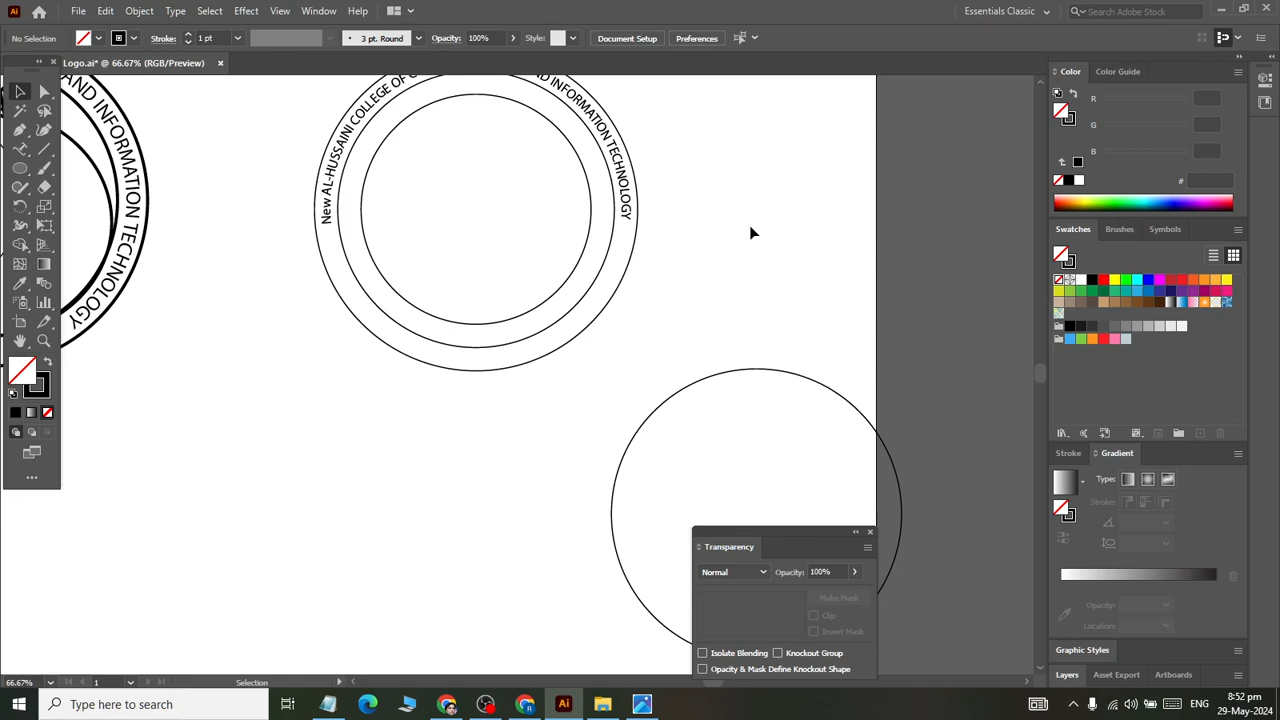 Ai File Edit Object Type Select Effect View Window Help Essentials Classic Search Adobe Stock
No Selection Stroke: 1 pt 3 pt. Round Opacity: 100% Style: Document Setup Preferences
Logo.ai* @ 66.67% (RGB/Preview) ×
AND INFORMATION TECHNOLOGY
New AL-HUSSAINI COLLEGE OF
AND INFORMATION TECHNOLOGY
Color Color Guide
R
G
B
#
Swatches Brushes Symbols
Stroke Gradient
Type:
Stroke:
Opacity:
Location:
Transparency
Normal Opacity: 100%
Make Mask
Clip
Invert Mask
Isolate Blending Knockout Group
Opacity & Mask Define Knockout Shape
Graphic Styles
Layers Asset Export Artboards
66.67% 1 Selection
Type here to search
Ai
8:52 pm
ENG
29-May-2024